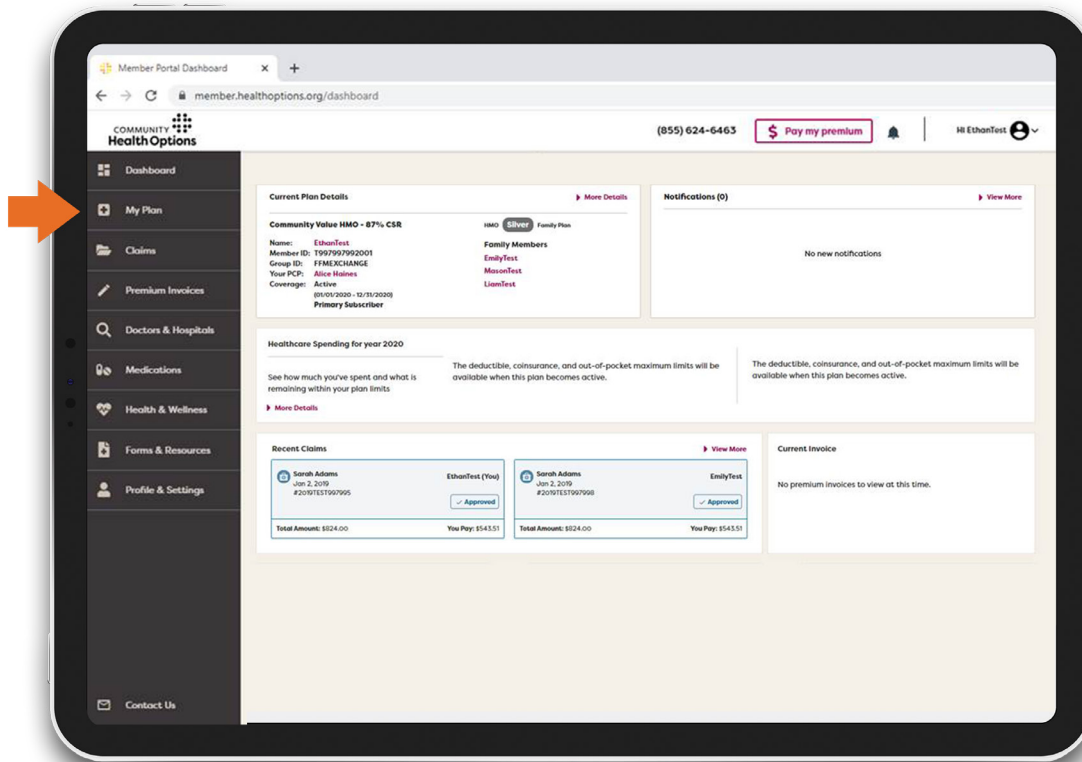 Member Portal Dashboard
member.healthoptions.org/dashboard
COMMUNITY
HealthOptions
(855) 624-6463
$ Pay my premium
Hi EthanTest
Dashboard
My Plan
Claims
Premium Invoices
Doctors & Hospitals
Medications
Health & Wellness
Forms & Resources
Profile & Settings
Contact Us
Current Plan Details
More Details
Community Value HMO - 87% CSR
HMO Silver Family Plan
Name: EthanTest
Member ID: T997997992001
Group ID: FFMEXCHANGE
Your PCP: Alice Haines
Coverage: Active
(01/01/2020 - 12/31/2020)
Primary Subscriber
Family Members
EmilyTest
MasonTest
LiamTest
Notifications (0)
View More
No new notifications
Healthcare Spending for year 2020
See how much you've spent and what is
remaining within your plan limits
More Details
The deductible, coinsurance, and out-of-pocket maximum limits will be
available when this plan becomes active.
The deductible, coinsurance, and out-of-pocket maximum limits will be
available when this plan becomes active.
Recent Claims
View More
Sarah Adams
Jan 2, 2019
#2019TEST997995
EthanTest (You)
Approved
Total Amount: $824.00
You Pay: $543.51
Sarah Adams
Jan 2, 2019
#2019TEST997998
EmilyTest
Approved
Total Amount: $824.00
You Pay: $543.51
Current Invoice
No premium invoices to view at this time.